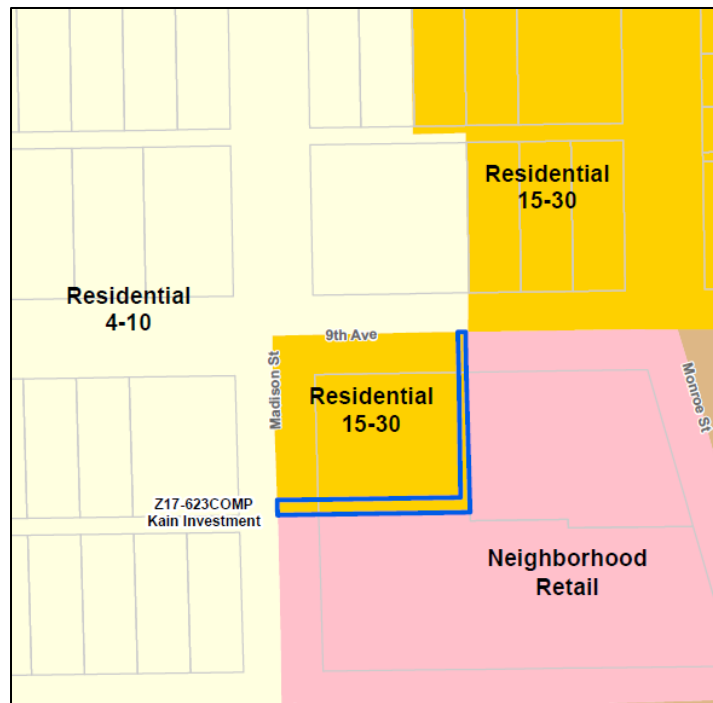 Residential
15-30
Residential
4-10
9th Ave
Madison St
Residential
15-30
Monroe St
Z17-623COMP
Kain Investment
Neighborhood
Retail